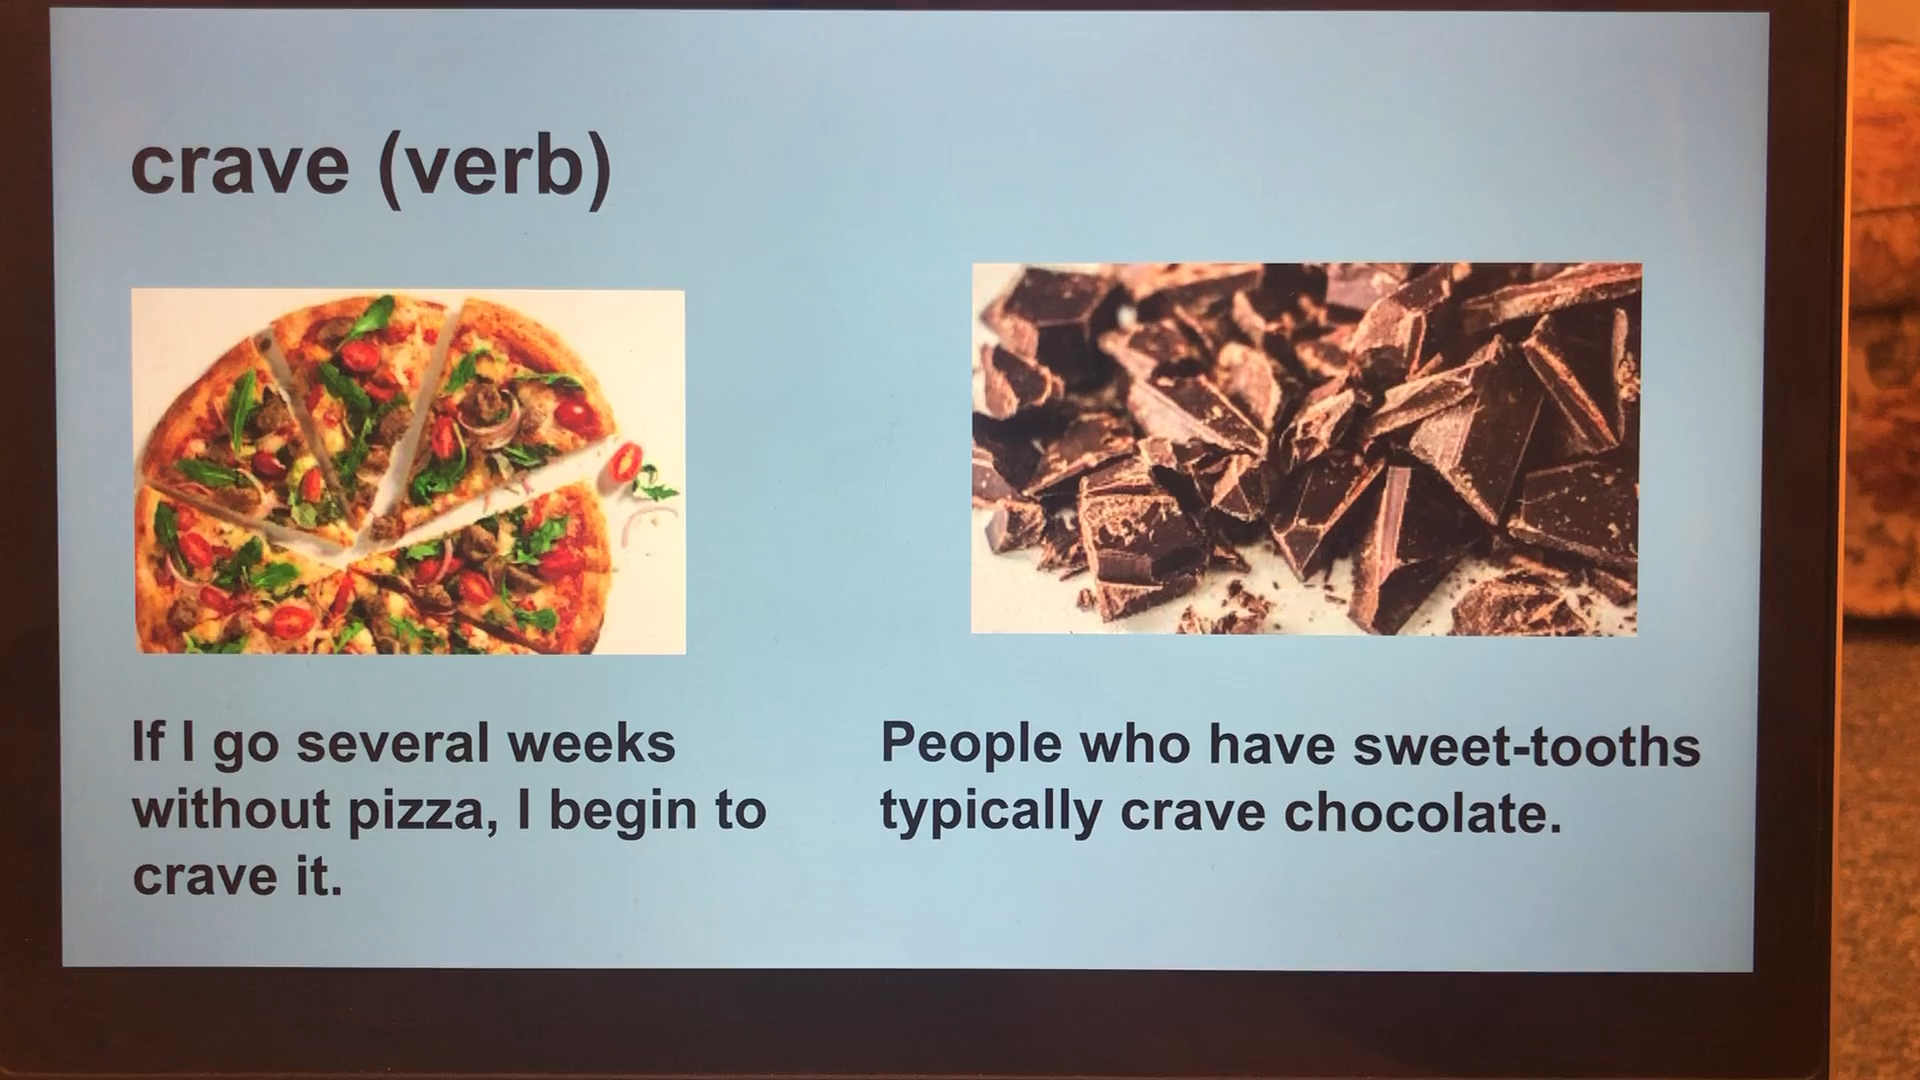 crave (verb)
If I go several weeks
without pizza, I begin to
crave it.
People who have sweet-tooths
typically crave chocolate.